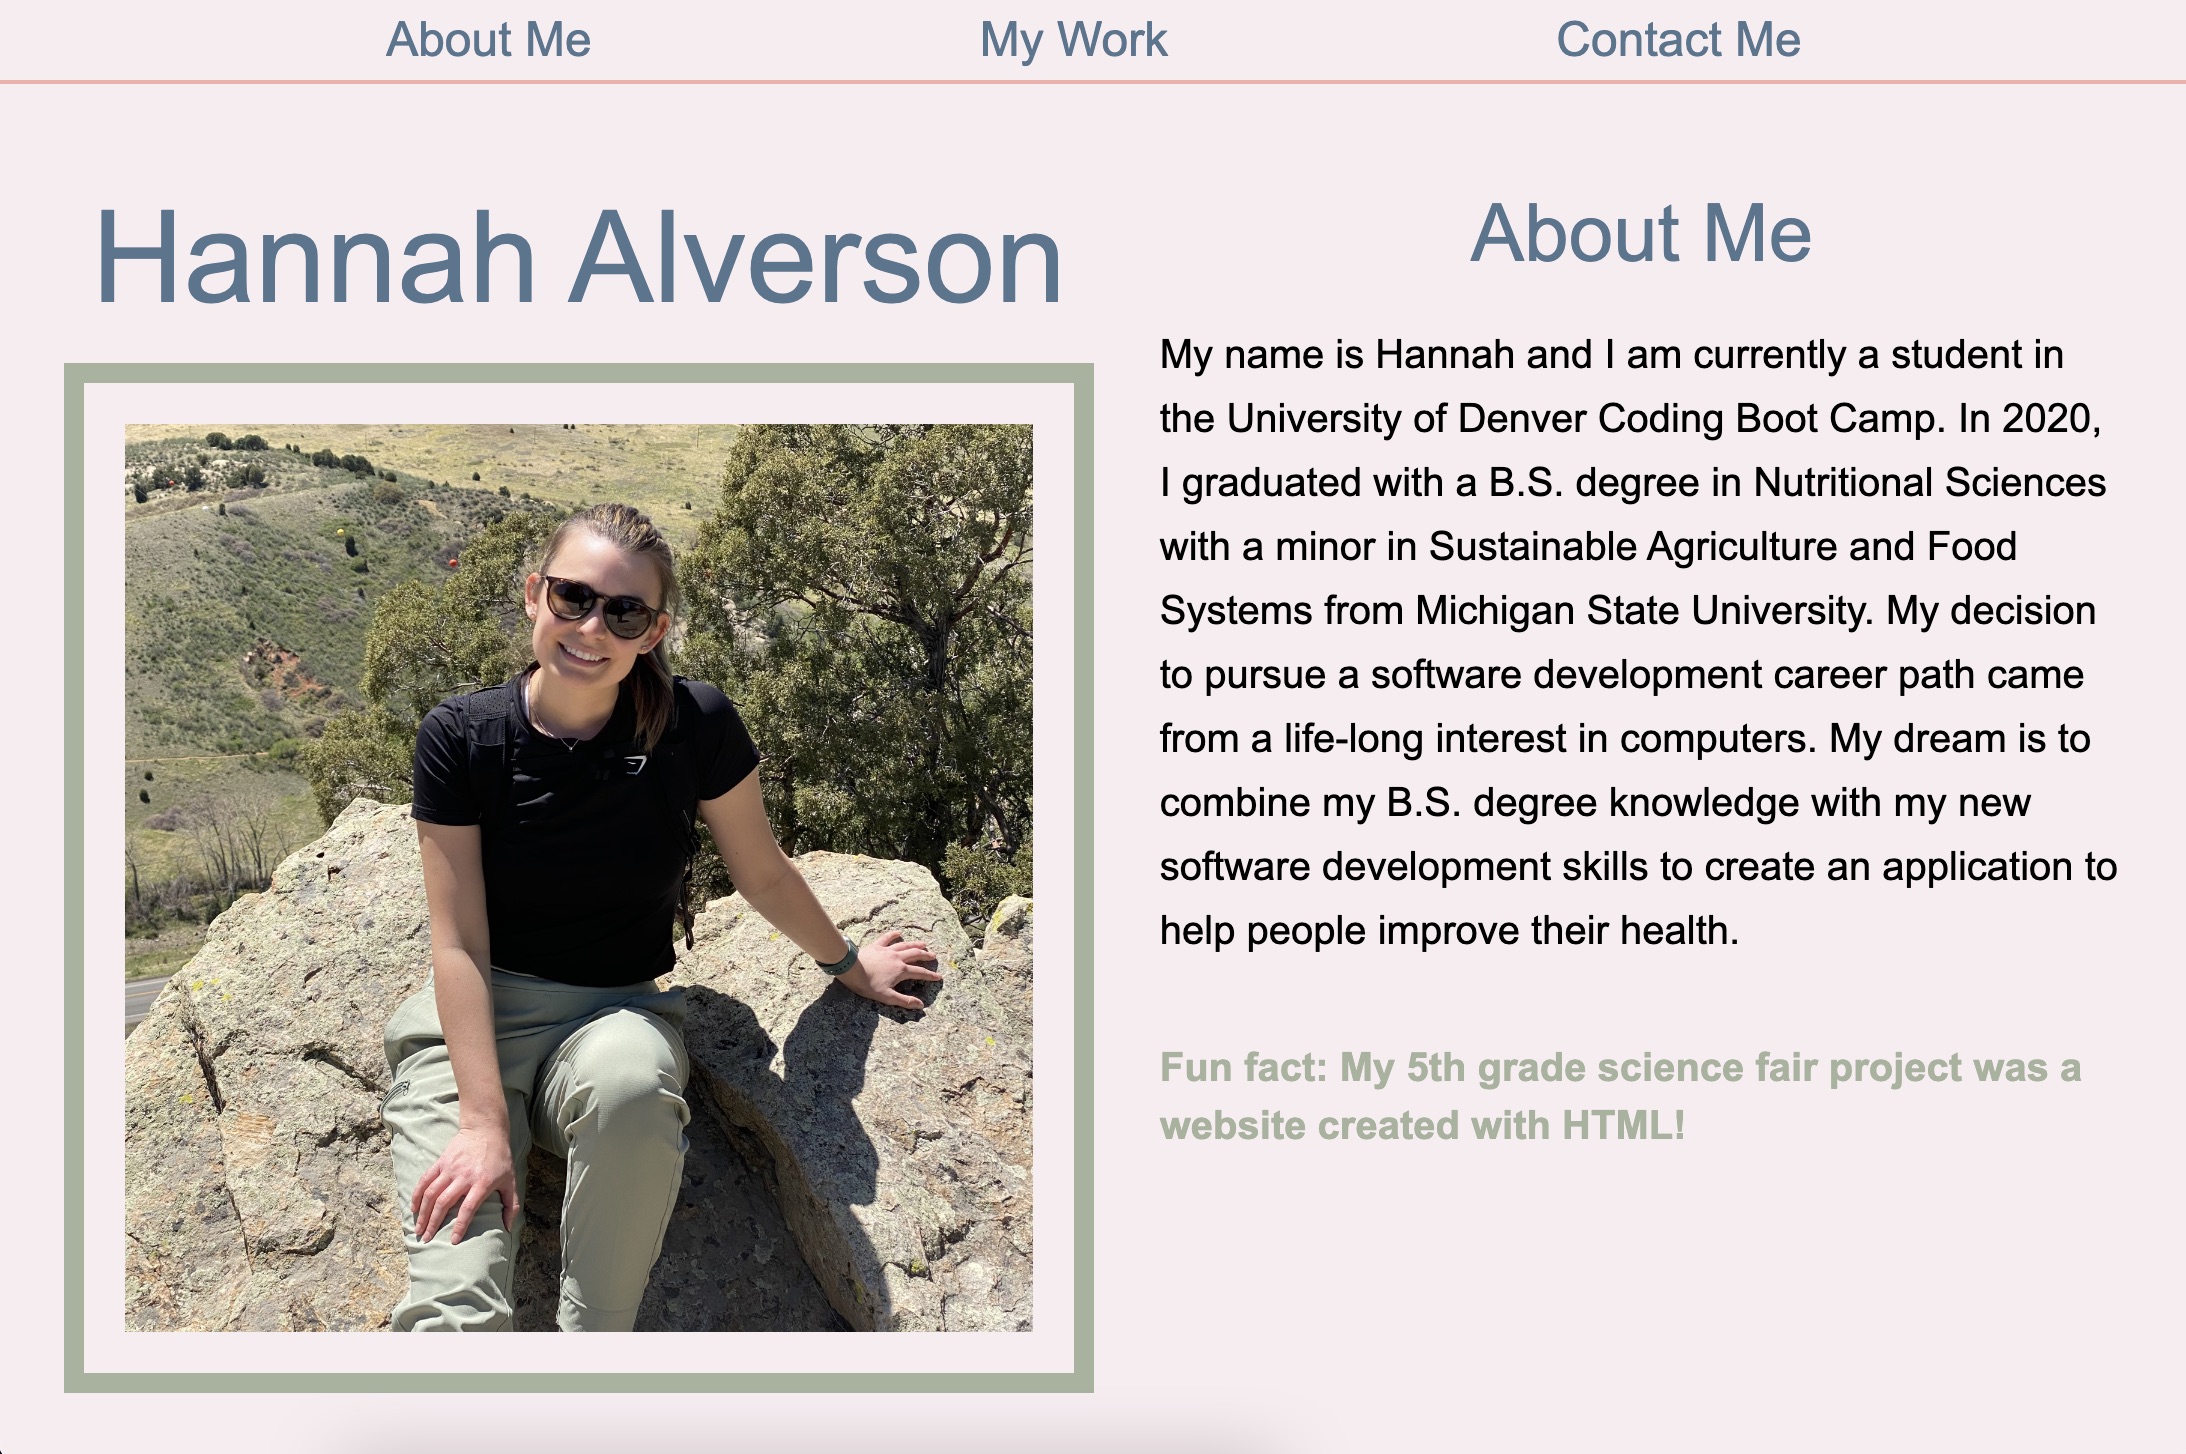 About Me
My Work
Contact Me
Hannah Alverson
About Me
My name is Hannah and I am currently a student in
the University of Denver Coding Boot Camp. In 2020,
I graduated with a B.S. degree in Nutritional Sciences
with a minor in Sustainable Agriculture and Food
Systems from Michigan State University. My decision
to pursue a software development career path came
from a life-long interest in computers. My dream is to
combine my B.S. degree knowledge with my new
software development skills to create an application to
help people improve their health.
Fun fact: My 5th grade science fair project was a
website created with HTML!